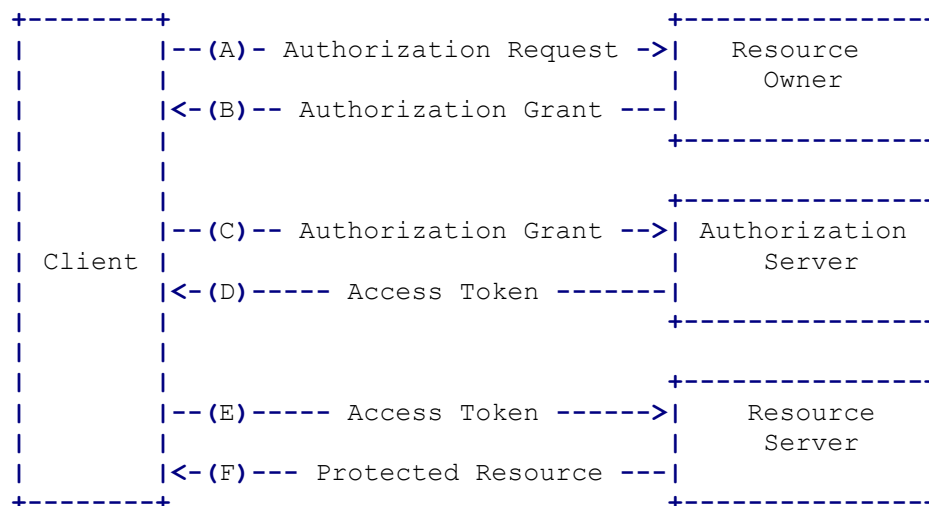 +--------+                               +---------------
|        |--(A)- Authorization Request ->|   Resource
|        |                               |     Owner
|        |<-(B)-- Authorization Grant ---|
|        |                               +---------------
|        |
|        |                               +---------------
|        |--(C)-- Authorization Grant -->| Authorization
| Client |                               |     Server
|        |<-(D)----- Access Token -------|
|        |                               +---------------
|        |
|        |                               +---------------
|        |--(E)----- Access Token ------>|    Resource
|        |                               |     Server
|        |<-(F)--- Protected Resource ---|
+--------+                               +---------------